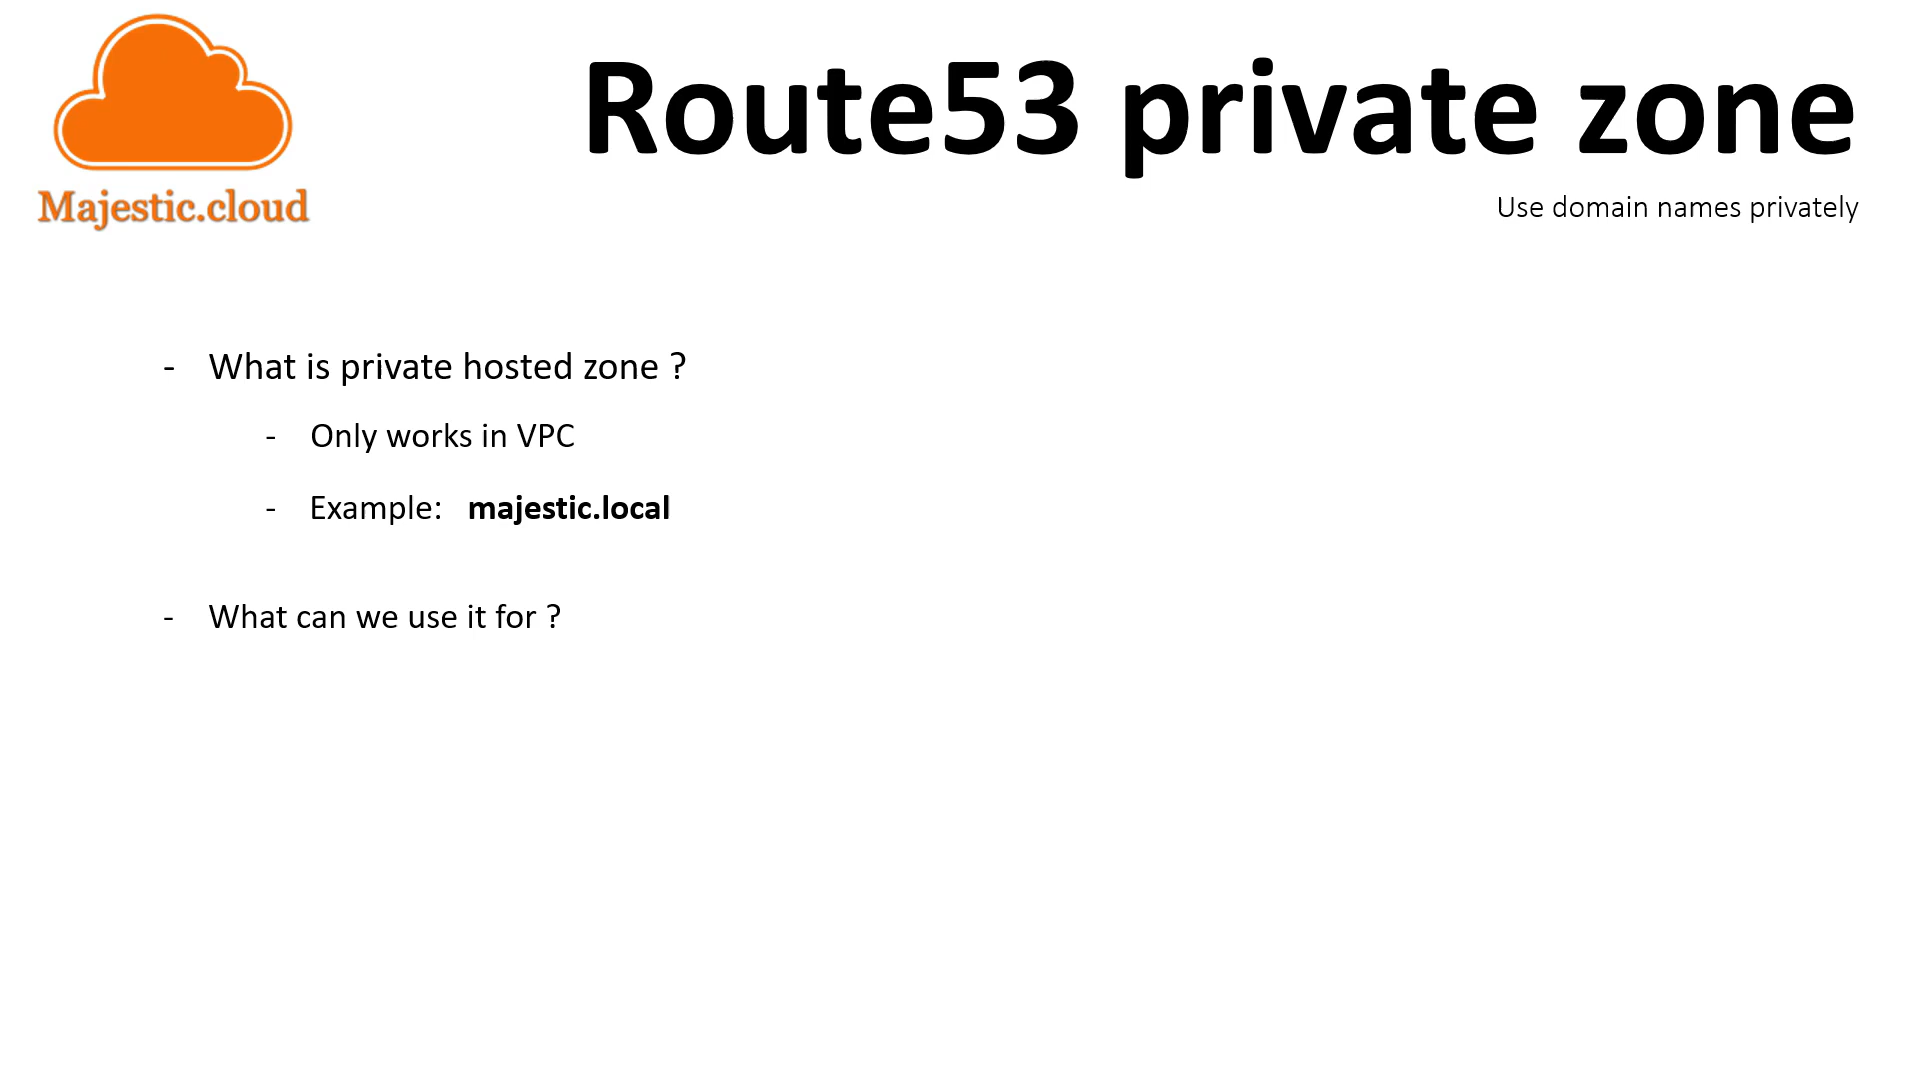 Majestic.cloud
Route53 private zone
Use domain names privately
- What is private hosted zone ?
- Only works in VPC
- Example: majestic.local
- What can we use it for ?